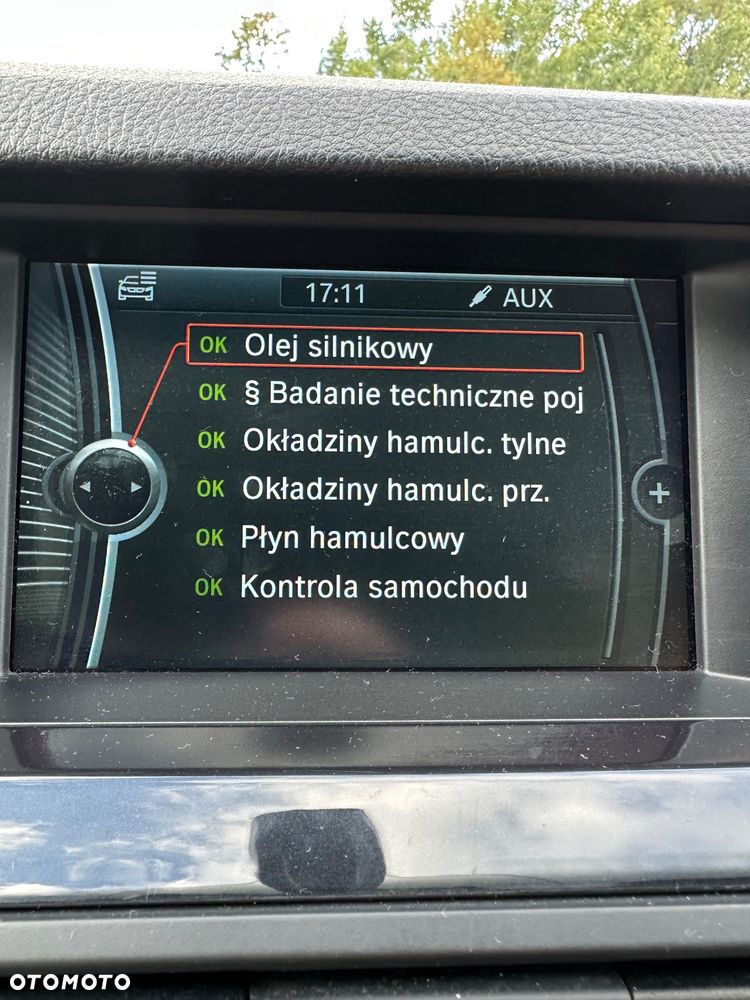 17:11 AUX
OK Olej silnikowy
OK § Badanie techniczne poj
OK Okładziny hamulc. tylne
OK Okładziny hamulc. prz.
OK Płyn hamulcowy
OK Kontrola samochodu
OTOMOTO